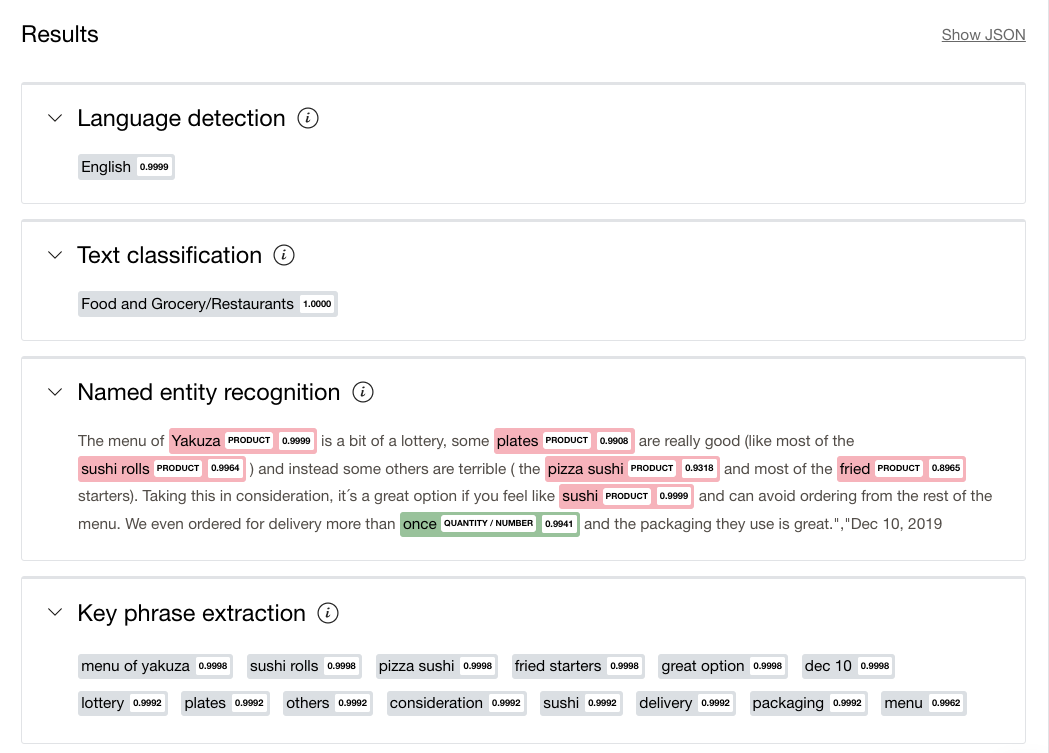 Results
Show JSON
Language detection
English 0.9999
Text classification
Food and Grocery/Restaurants 1.0000
Named entity recognition
The menu of Yakuza PRODUCT 0.9999 is a bit of a lottery, some plates PRODUCT 0.9908 are really good (like most of the
sushi rolls PRODUCT 0.9964 ) and instead some others are terrible ( the pizza sushi PRODUCT 0.9318 and most of the fried PRODUCT 0.8965
starters). Taking this in consideration, it´s a great option if you feel like sushi PRODUCT 0.9999 and can avoid ordering from the rest of the
menu. We even ordered for delivery more than once QUANTITY / NUMBER 0.9941 and the packaging they use is great.","Dec 10, 2019
Key phrase extraction
menu of yakuza 0.9998 sushi rolls 0.9998 pizza sushi 0.9998 fried starters 0.9998 great option 0.9998 dec 10 0.9998
lottery 0.9992 plates 0.9992 others 0.9992 consideration 0.9992 sushi 0.9992 delivery 0.9992 packaging 0.9992 menu 0.9962